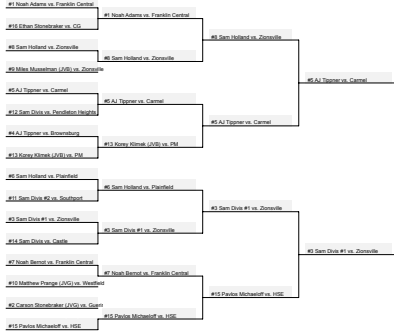 #1 Noah Adams vs. Franklin Central
#1 Noah Adams vs. Franklin Central
#16 Ethan Stonebraker vs. CG
#8 Sam Holland vs. Zionsville
#8 Sam Holland vs. Zionsville
#8 Sam Holland vs. Zionsville
#9 Miles Musselman (JVB) vs. Zionsville
#5 AJ Tippner vs. Carmel
#5 AJ Tippner vs. Carmel
#5 AJ Tippner vs. Carmel
#12 Sam Divis vs. Pendleton Heights
#5 AJ Tippner vs. Carmel
#4 AJ Tippner vs. Brownsburg
#13 Korey Klimek (JVB) vs. PM
#13 Korey Klimek (JVB) vs. PM
#6 Sam Holland vs. Plainfield
#6 Sam Holland vs. Plainfield
#11 Sam Divis #2 vs. Southport
#3 Sam Divis #1 vs. Zionsville
#3 Sam Divis #1 vs. Zionsville
#3 Sam Divis #1 vs. Zionsville
#14 Sam Divis vs. Castle
#3 Sam Divis #1 vs. Zionsville
#7 Noah Bernot vs. Franklin Central
#7 Noah Bernot vs. Franklin Central
#10 Matthew Prange (JVG) vs. Westfield
#15 Pavlos Michaeloff vs. HSE
#2 Carson Stonebraker (JVG) vs. Guerin
#15 Pavlos Michaeloff vs. HSE
#15 Pavlos Michaeloff vs. HSE